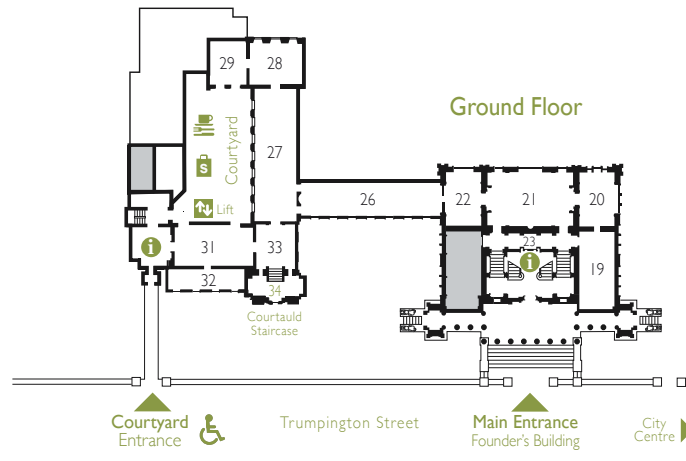 Ground Floor
29
28
27
26
22
21
20
19
23
i
Courtyard
S
Lift
i
31
33
32
34
Courtauld
Staircase
Courtyard
Entrance
Trumpington Street
Main Entrance
Founder's Building
City
Centre